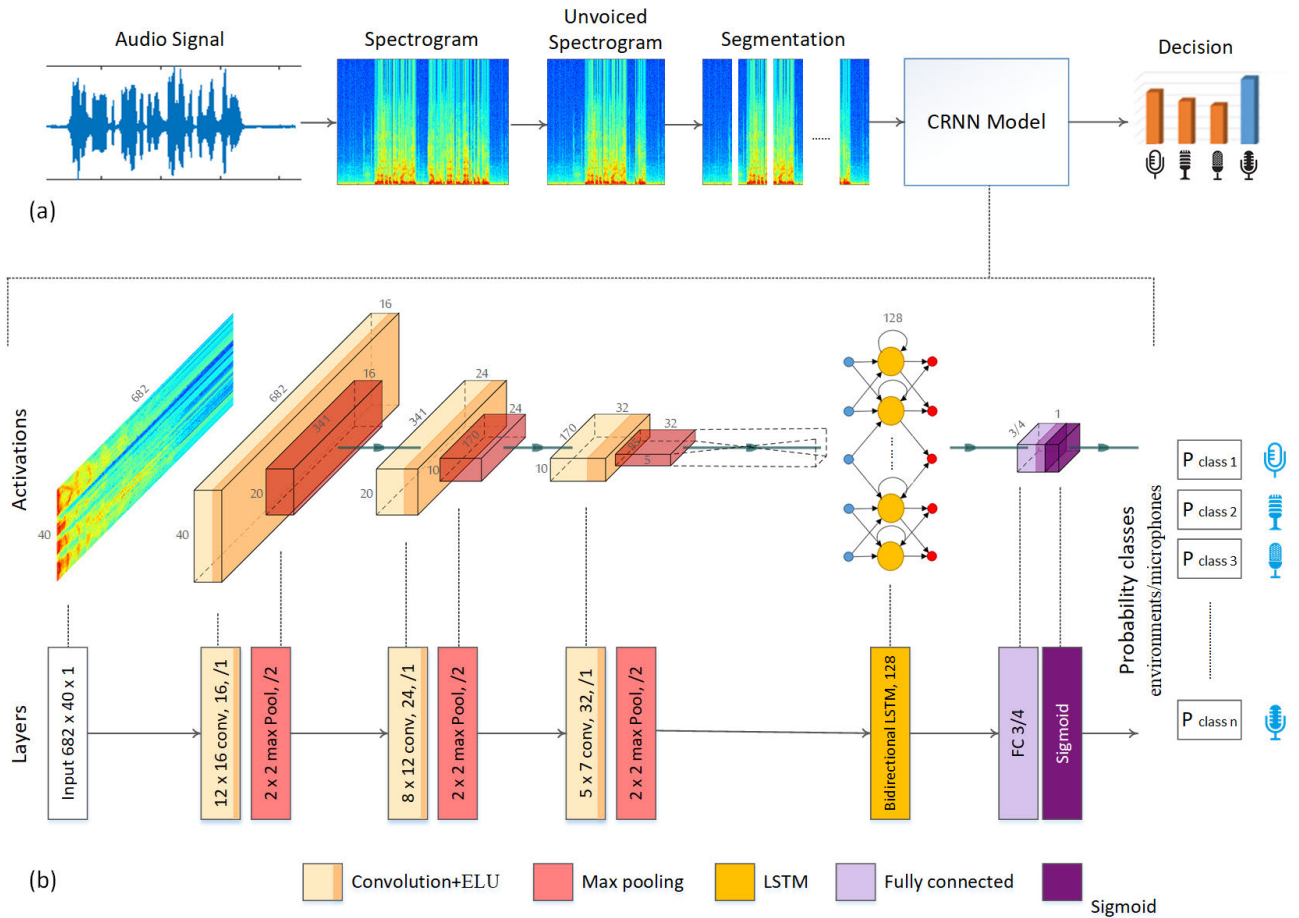 Audio Signal
Spectrogram
Unvoiced
Spectrogram
Segmentation
Decision
CRNN Model
......
(a)
Activations
682
40
16
682
40
16
341
20
24
341
20
24
170
10
32
170
10
32
5
128
3/4
1
Probability classes
environments/microphones
P class 1
P class 2
P class 3
P class n
Layers
Input 682 x 40 x 1
12 x 16 conv, 16, /1
2 x 2 max Pool, /2
8 x 12 conv, 24, /1
2 x 2 max Pool, /2
5 x 7 conv, 32, /1
2 x 2 max Pool, /2
Bidirectional LSTM, 128
FC 3/4
Sigmoid
(b)
Convolution+ELU
Max pooling
LSTM
Fully connected
Sigmoid